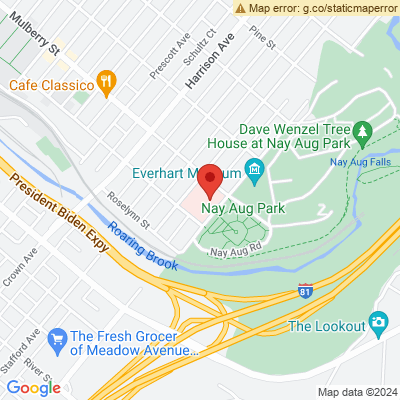 Map error: g.co/staticmaperror
Mulberry St
Prescott Ave
Schultz Ct
Harrison Ave
Pine St
Cafe Classico
Dave Wenzel Tree
House at Nay Aug Park
Nay Aug Falls
Everhart M um
Nay Aug Park
Roselynn St
President Biden Expy
Roaring Brook
Nay Aug Rd
Crown Ave
81
The Lookout
The Fresh Grocer
of Meadow Avenue...
Stafford Ave
River St
Google
Map data ©2024